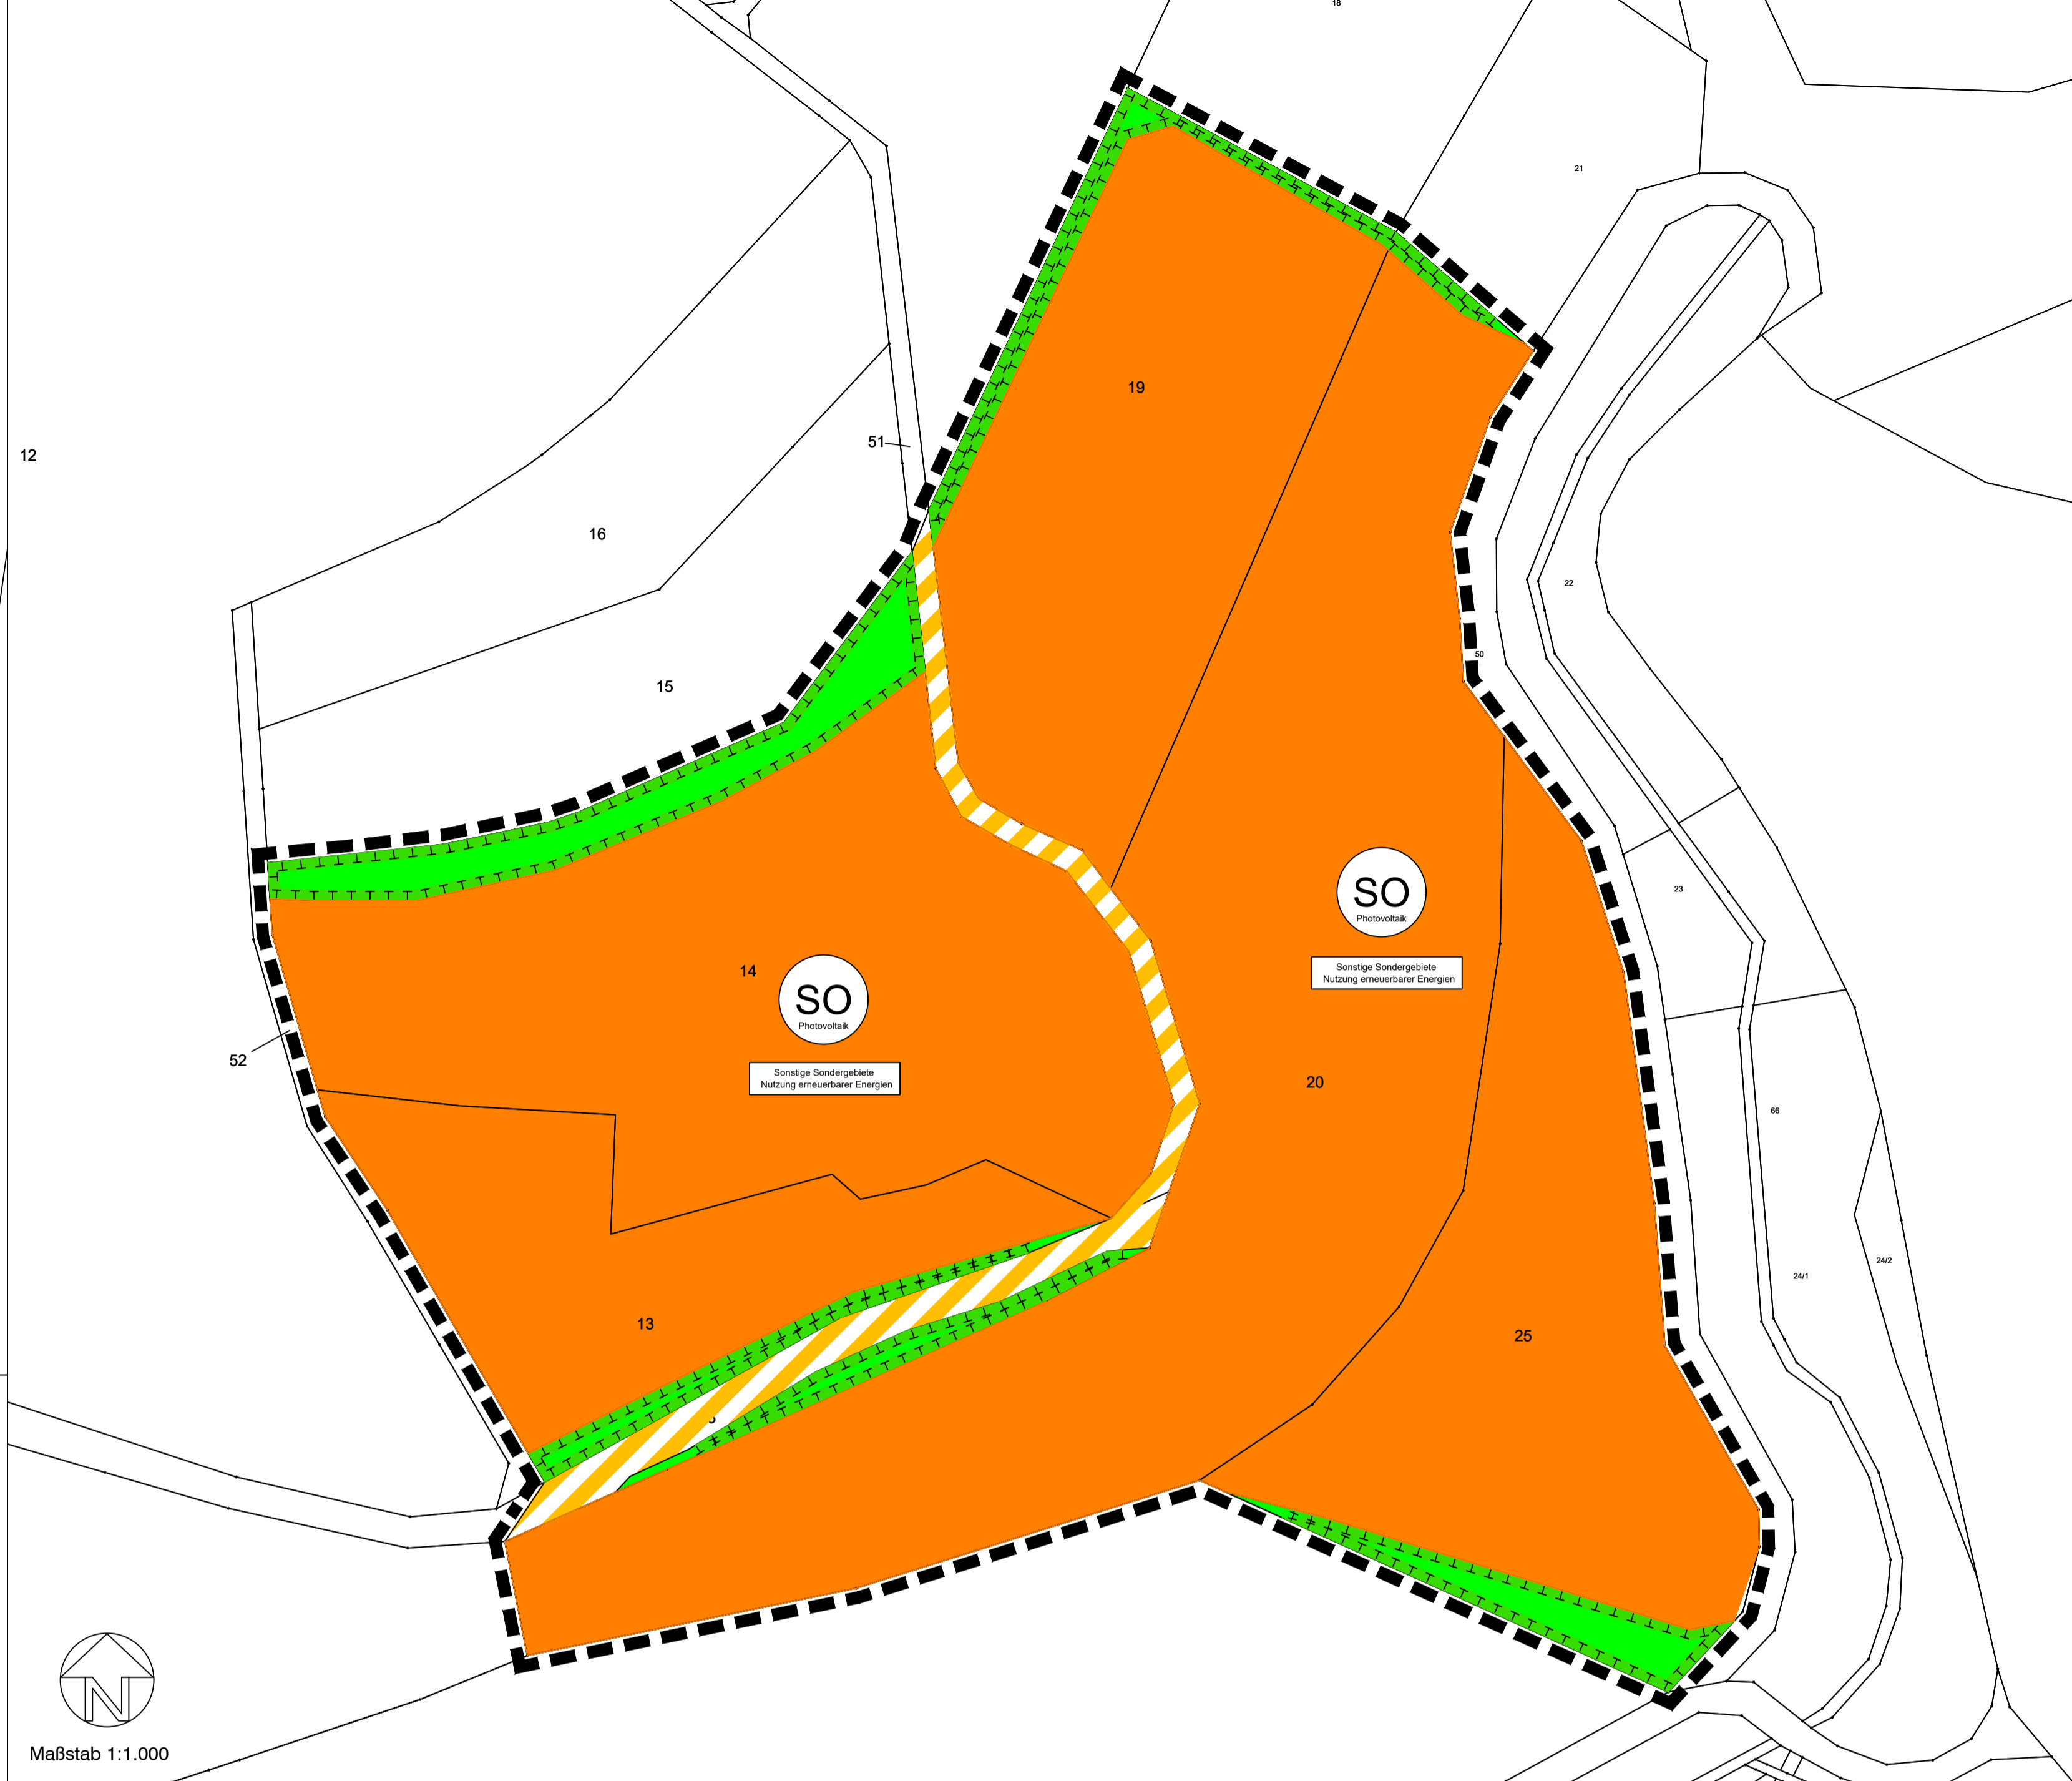 18
21
19
51
12
16
22
50
15
23
SO
Photovoltaik
Sonstige Sondergebiete
Nutzung erneuerbarer Energien
14
SO
Photovoltaik
52
Sonstige Sondergebiete
Nutzung erneuerbarer Energien
20
66
24/2
24/1
13
25
N
Maßstab 1:1.000